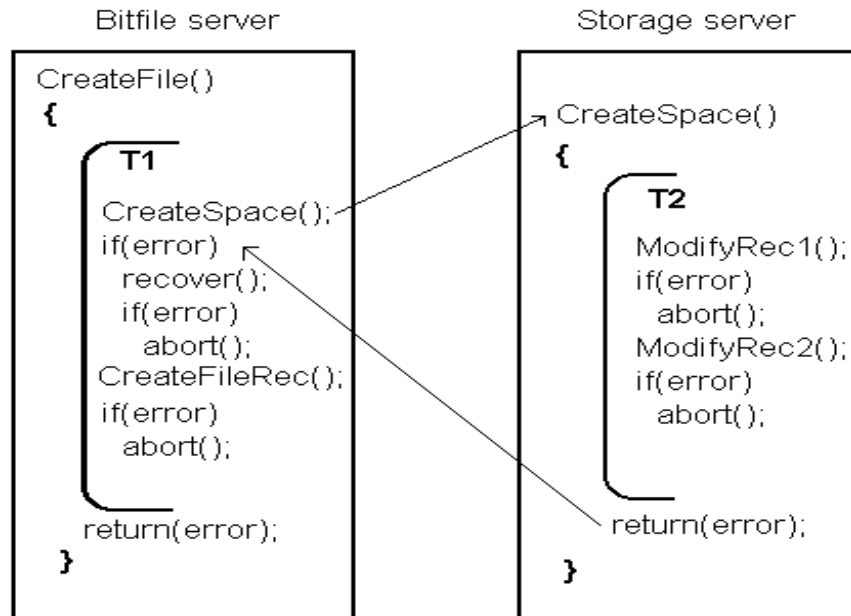 Bitfile server
CreateFile()
{
T1
CreateSpace();
if(error)
recover();
if(error)
abort();
CreateFileRec();
if(error)
abort();
return(error);
}
Storage server
CreateSpace()
{
T2
ModifyRec1();
if(error)
abort();
ModifyRec2();
if(error)
abort();
return(error);
}